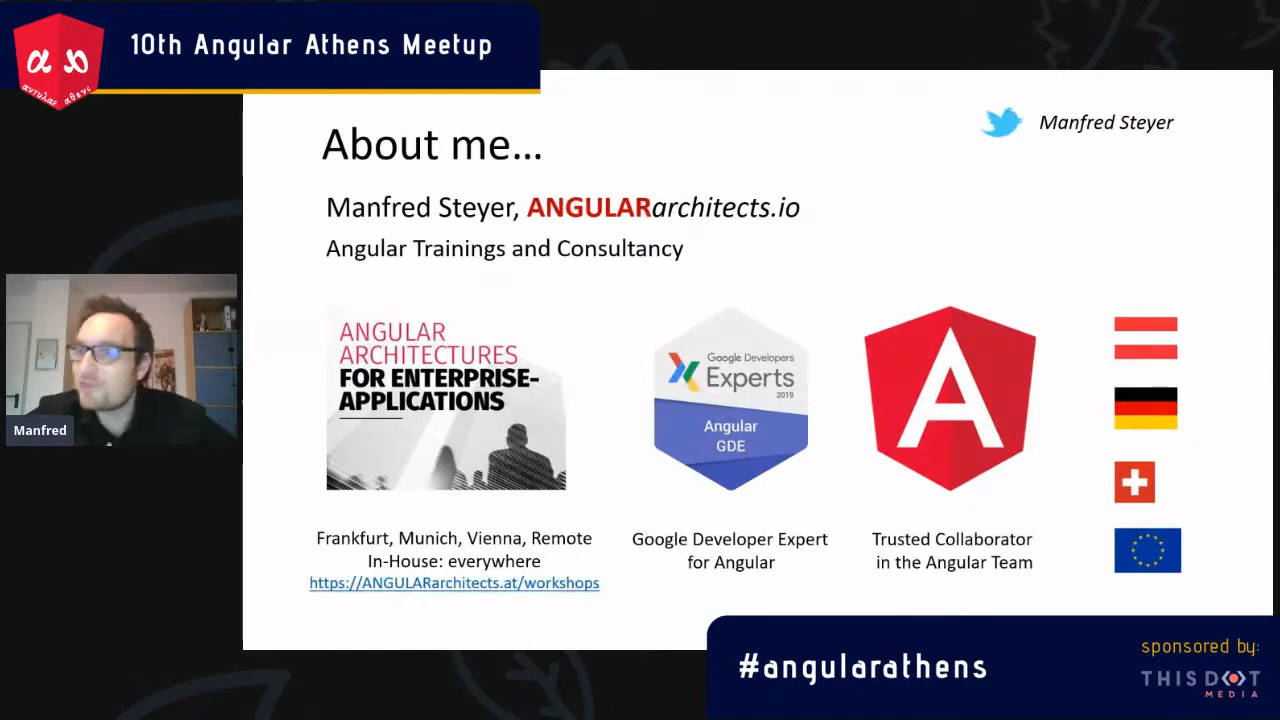 10th Angular Athens Meetup
α ω
αngυλαr αθεnς
Manfred Steyer
About me…
Manfred Steyer, ANGULARarchitects.io
Angular Trainings and Consultancy
ANGULAR
ARCHITECTURES
FOR ENTERPRISE-
APPLICATIONS
Google Developers
Experts
2019
Angular
GDE
A
Manfred
Frankfurt, Munich, Vienna, Remote
In-House: everywhere
https://ANGULARarchitects.at/workshops
Google Developer Expert
for Angular
Trusted Collaborator
in the Angular Team
#angularathens
sponsored by:
THIS DOT
MEDIA